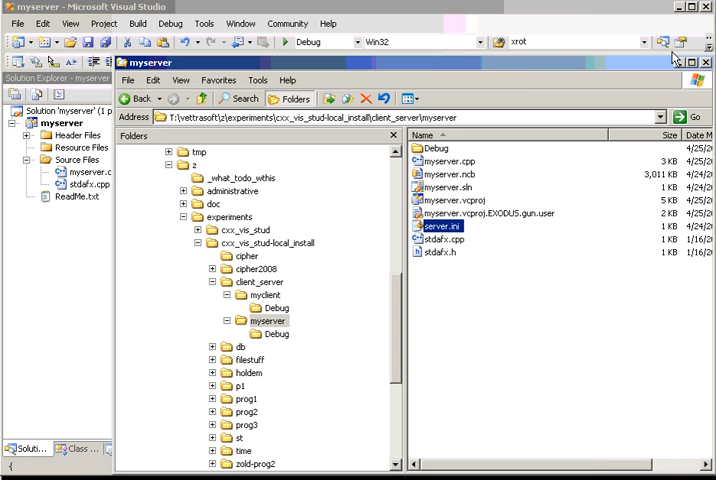 myserver - Microsoft Visual Studio
File Edit View Project Build Debug Tools Window Community Help
Debug Win32 xrot
Solution Explorer - myserver
Solution 'myserver' (1 p
myserver
Header Files
Resource Files
Source Files
myserver.c
stdafx.cpp
ReadMe.txt
Soluti... Class ...
{
myserver
File Edit View Favorites Tools Help
Back Search Folders
Address T:\vettrasoft\z\experiments\cxx_vis_stud-local_install\client_server\myserver Go
Folders
tmp
z
_what_todo_wthis
administrative
doc
experiments
cxx_vis_stud
cxx_vis_stud-local_install
cipher
cipher2008
client_server
myclient
Debug
myserver
Debug
db
filestuff
holdem
p1
prog1
prog2
prog3
st
time
zold-prog2
Name Size Date M
Debug 4/25/2
myserver.cpp 3 KB 4/25/2
myserver.ncb 3,011 KB 4/25/2
myserver.sln 1 KB 4/25/2
myserver.vcproj 5 KB 4/25/2
myserver.vcproj.EXODUS.gun.user 2 KB 4/25/2
server.ini 1 KB 4/24/2
stdafx.cpp 1 KB 1/16/2
stdafx.h 1 KB 1/16/2